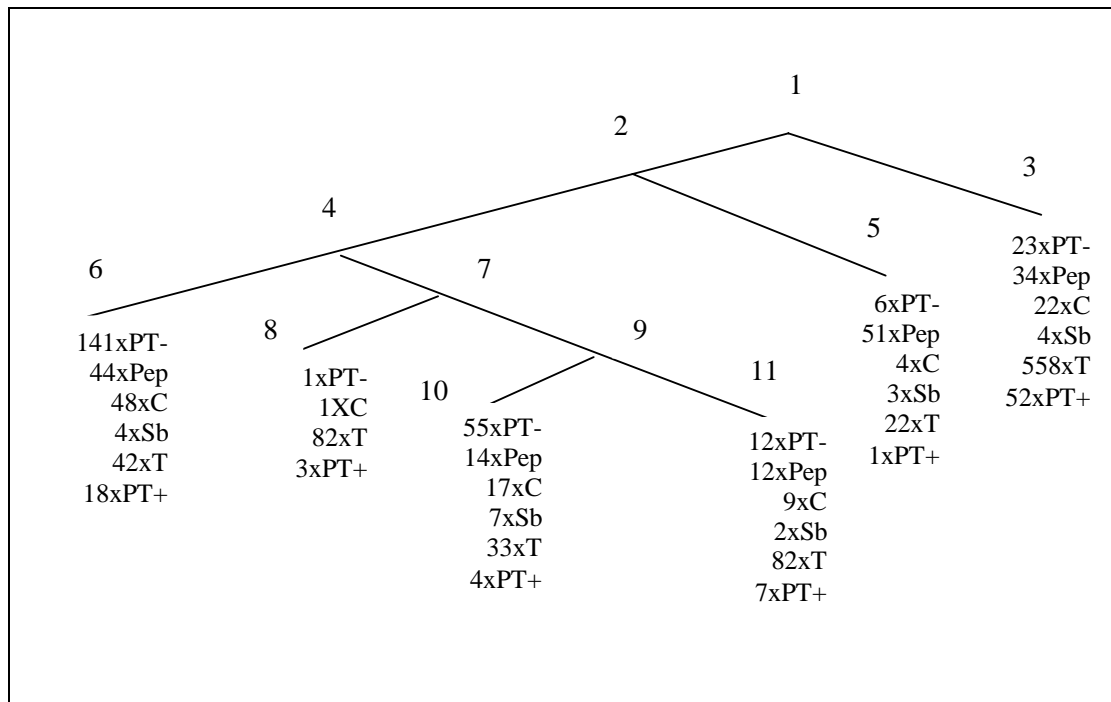 1
2
3
4
5
23xPT-
34xPep
22xC
4xSb
558xT
52xPT+
6
7
6xPT-
51xPep
4xC
3xSb
22xT
1xPT+
8
9
141xPT-
44xPep
48xC
4xSb
42xT
18xPT+
1xPT-
1XC
82xT
3xPT+
10
11
55xPT-
14xPep
17xC
7xSb
33xT
4xPT+
12xPT-
12xPep
9xC
2xSb
82xT
7xPT+